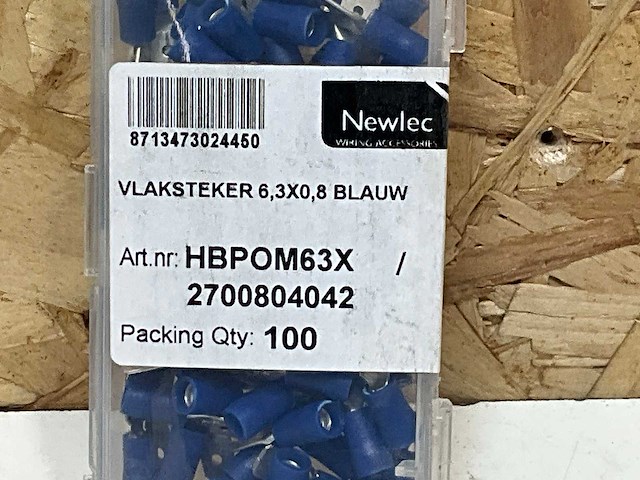 8713473024450
Newlec
WIRING ACCESSORIES
VLAKSTEKER 6,3X0,8 BLAUW
Art.nr: HBPOM63X /
2700804042
Packing Qty: 100